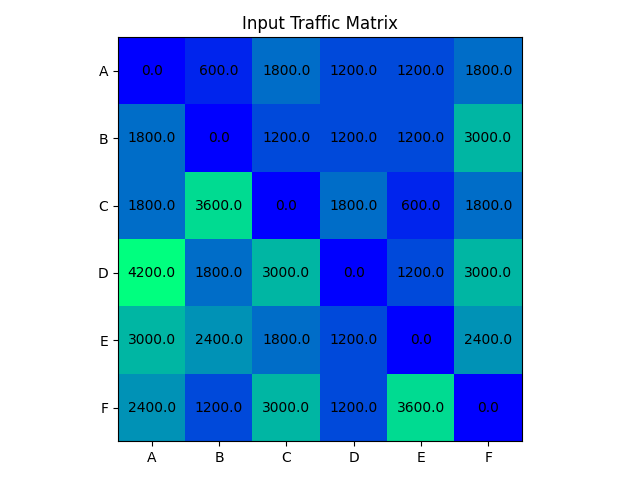 Input Traffic Matrix
A 0.0 600.0 1800.0 1200.0 1200.0 1800.0
B 1800.0 0.0 1200.0 1200.0 1200.0 3000.0
C 1800.0 3600.0 0.0 1800.0 600.0 1800.0
D 4200.0 1800.0 3000.0 0.0 1200.0 3000.0
E 3000.0 2400.0 1800.0 1200.0 0.0 2400.0
F 2400.0 1200.0 3000.0 1200.0 3600.0 0.0
A B C D E F